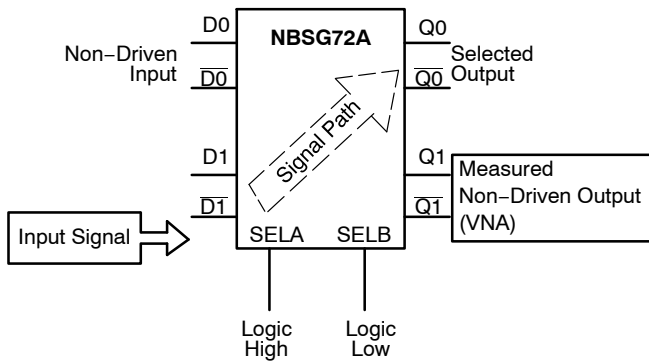 D0
NBSG72A
Q0
Non−Driven
Input
Selected
Output
D0
Q0
Signal Path
D1
Q1
Measured
Non−Driven Output
(VNA)
D1
Q1
Input Signal
SELA
SELB
Logic
High
Logic
Low